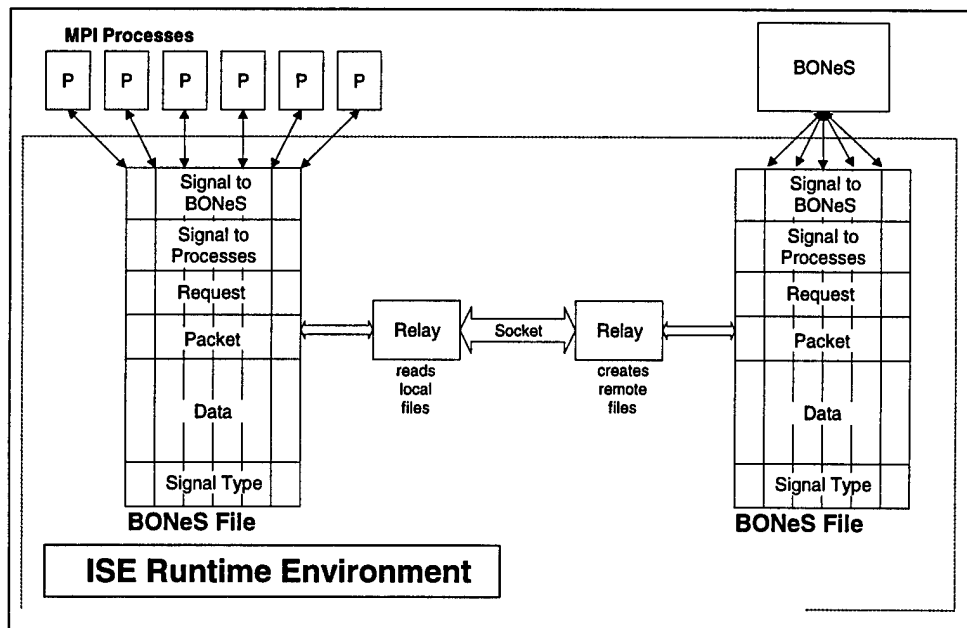 MPI Processes
P P P P P P
BONeS
Signal to
BONeS
Signal to
Processes
Request
Packet
Data
Signal Type
BONeS File
Relay
reads
local
files
Socket
Relay
creates
remote
files
Signal to
BONeS
Signal to
Processes
Request
Packet
Data
Signal Type
BONeS File
ISE Runtime Environment